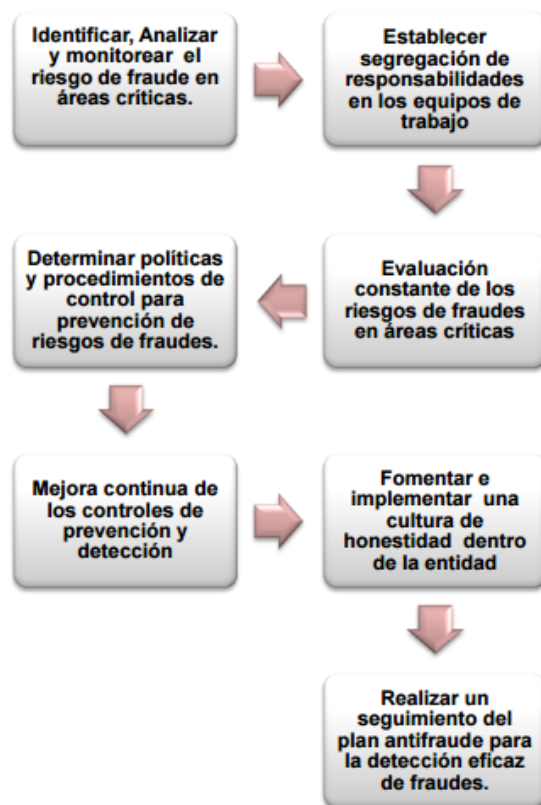 Identificar, Analizar
y monitorear el
riesgo de fraude en
áreas críticas.
Establecer
segregación de
responsabilidades
en los equipos de
trabajo
Evaluación
constante de los
riesgos de fraudes
en áreas críticas
Determinar políticas
y procedimientos de
control para
prevención de
riesgos de fraudes.
Mejora continua de
los controles de
prevención y
detección
Fomentar e
implementar una
cultura de
honestidad dentro
de la entidad
Realizar un
seguimiento del
plan antifraude para
la detección eficaz
de fraudes.